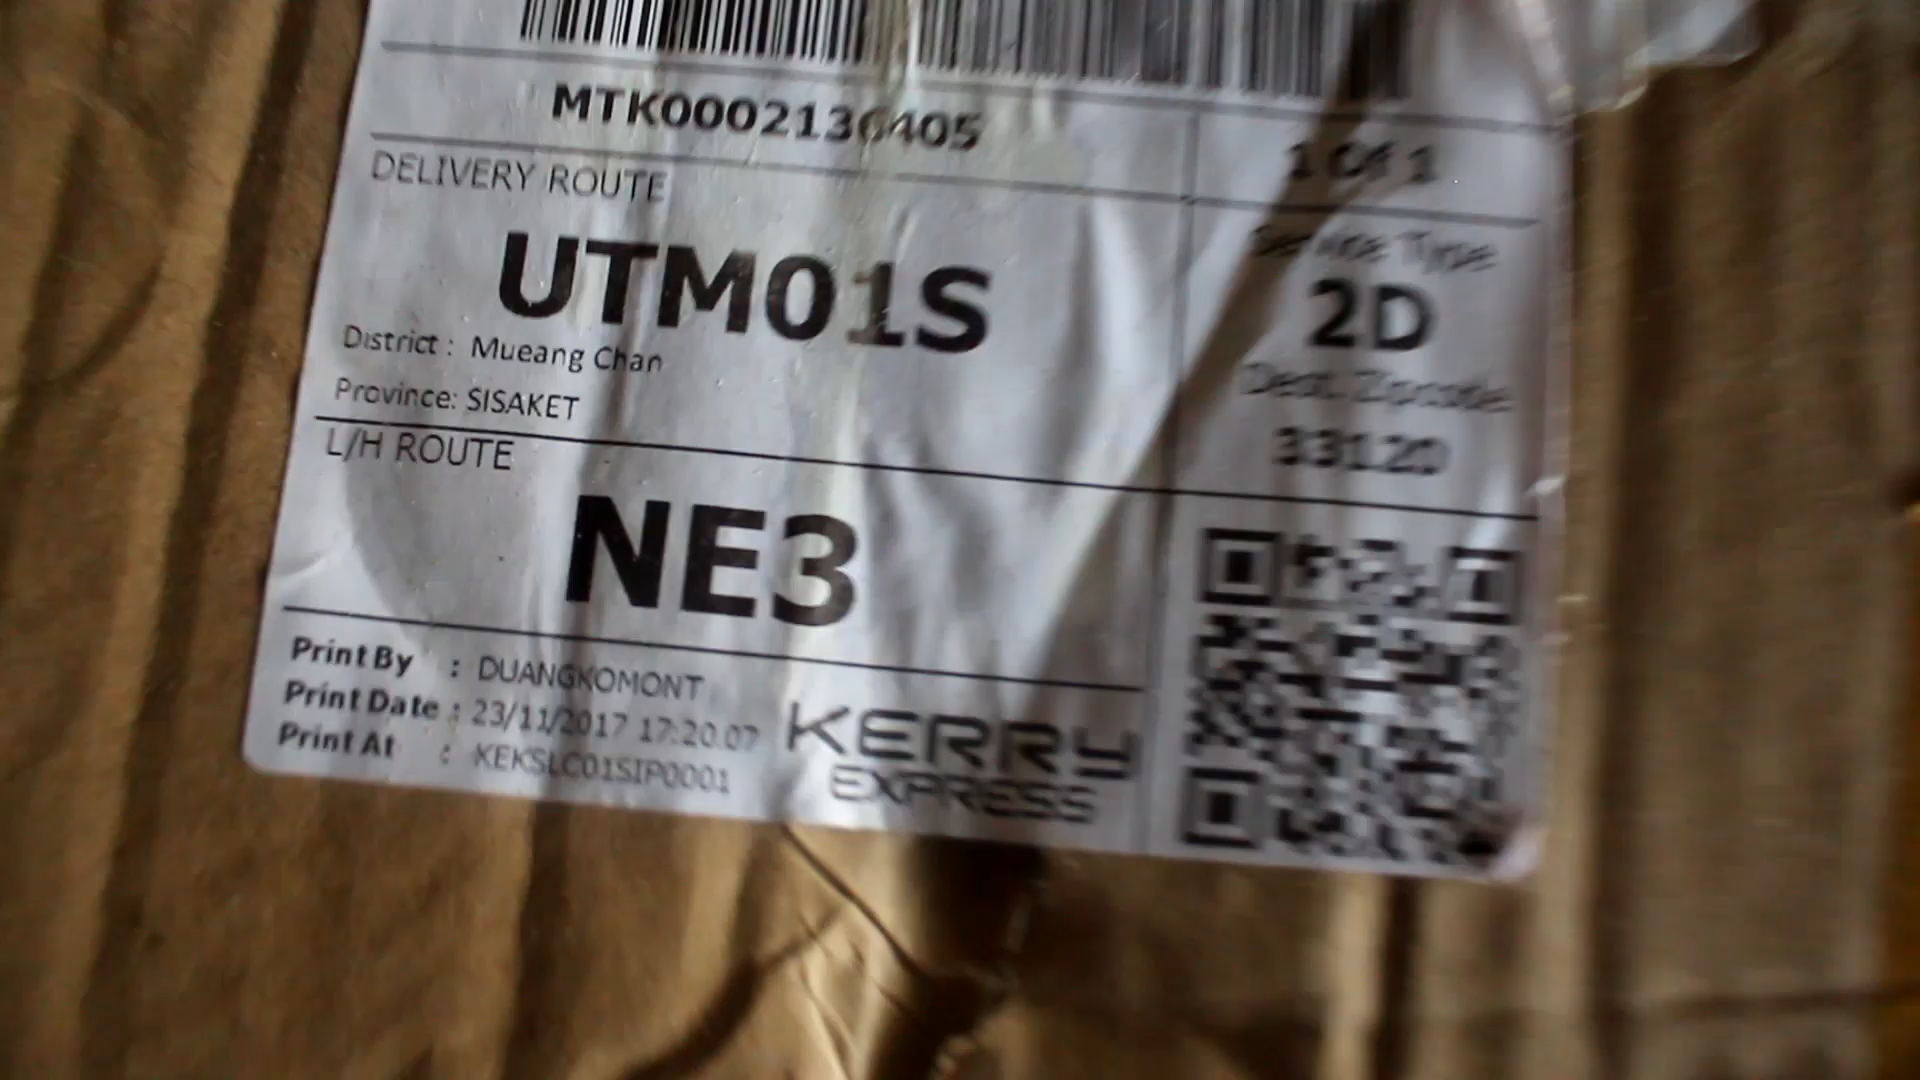 MTK0002136405
1 Of 1
DELIVERY ROUTE
UTM01S
District : Mueang Chan
Province: SISAKET
Service Type
2D
Dest. Zipcode
33120
L/H ROUTE
NE3
Print By : DUANGKOMONT
Print Date : 23/11/2017 17:20:07
Print At : KEKSLC01SIP0001
KERRY
EXPRESS